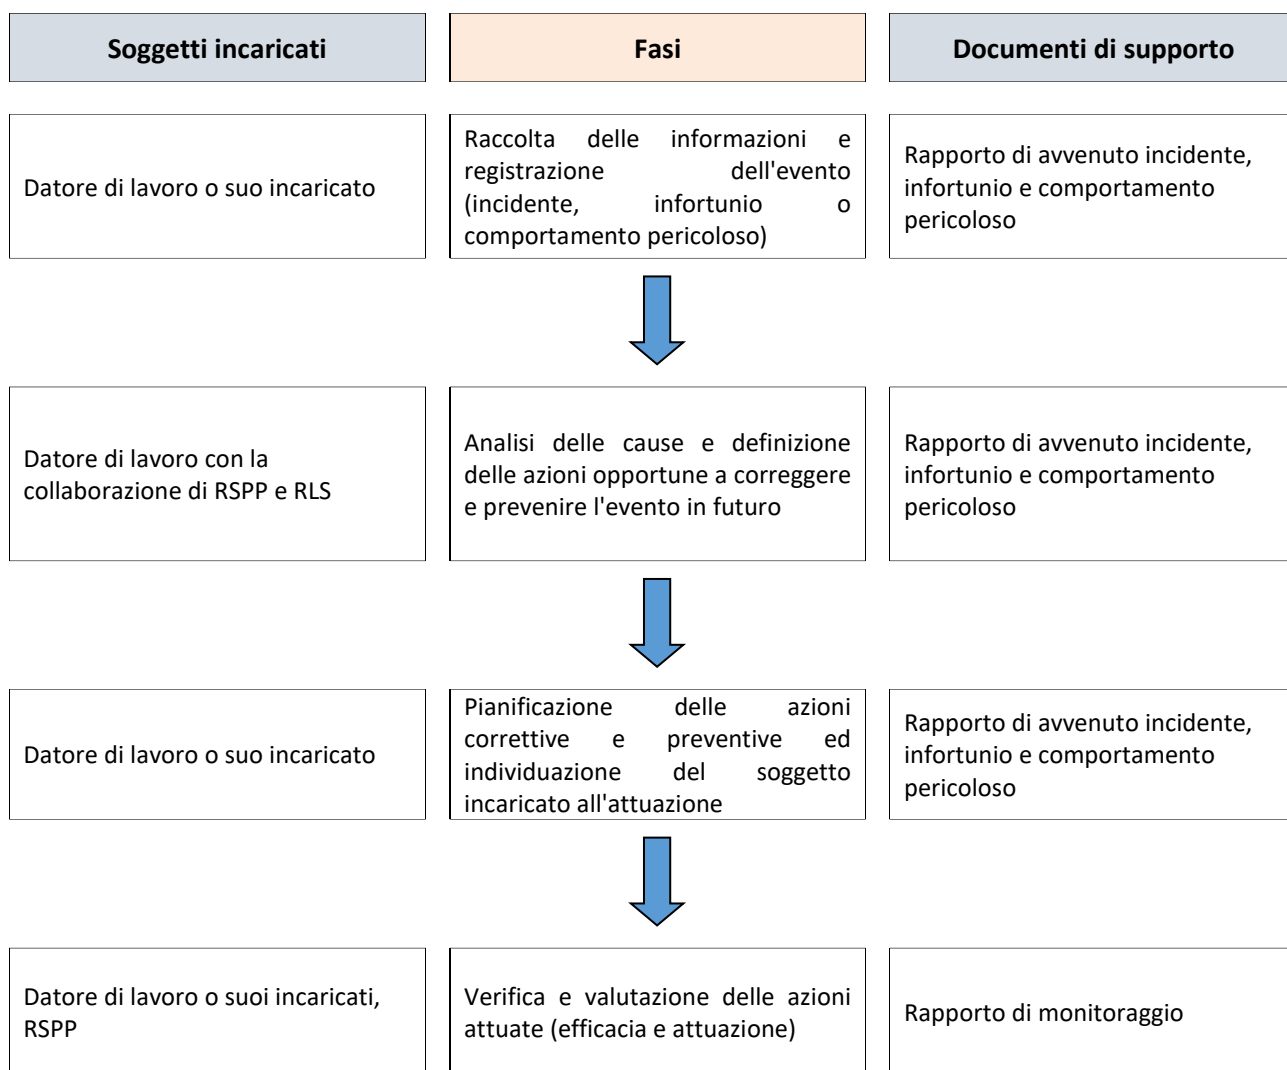 Soggetti incaricati
Fasi
Documenti di supporto
Datore di lavoro o suo incaricato
Raccolta delle informazioni e
registrazione dell'evento
(incidente, infortunio o
comportamento pericoloso)
Rapporto di avvenuto incidente,
infortunio e comportamento
pericoloso
Datore di lavoro con la
collaborazione di RSPP e RLS
Analisi delle cause e definizione
delle azioni opportune a correggere
e prevenire l'evento in futuro
Rapporto di avvenuto incidente,
infortunio e comportamento
pericoloso
Datore di lavoro o suo incaricato
Pianificazione delle azioni
correttive e preventive ed
individuazione del soggetto
incaricato all'attuazione
Rapporto di avvenuto incidente,
infortunio e comportamento
pericoloso
Datore di lavoro o suoi incaricati,
RSPP
Verifica e valutazione delle azioni
attuate (efficacia e attuazione)
Rapporto di monitoraggio